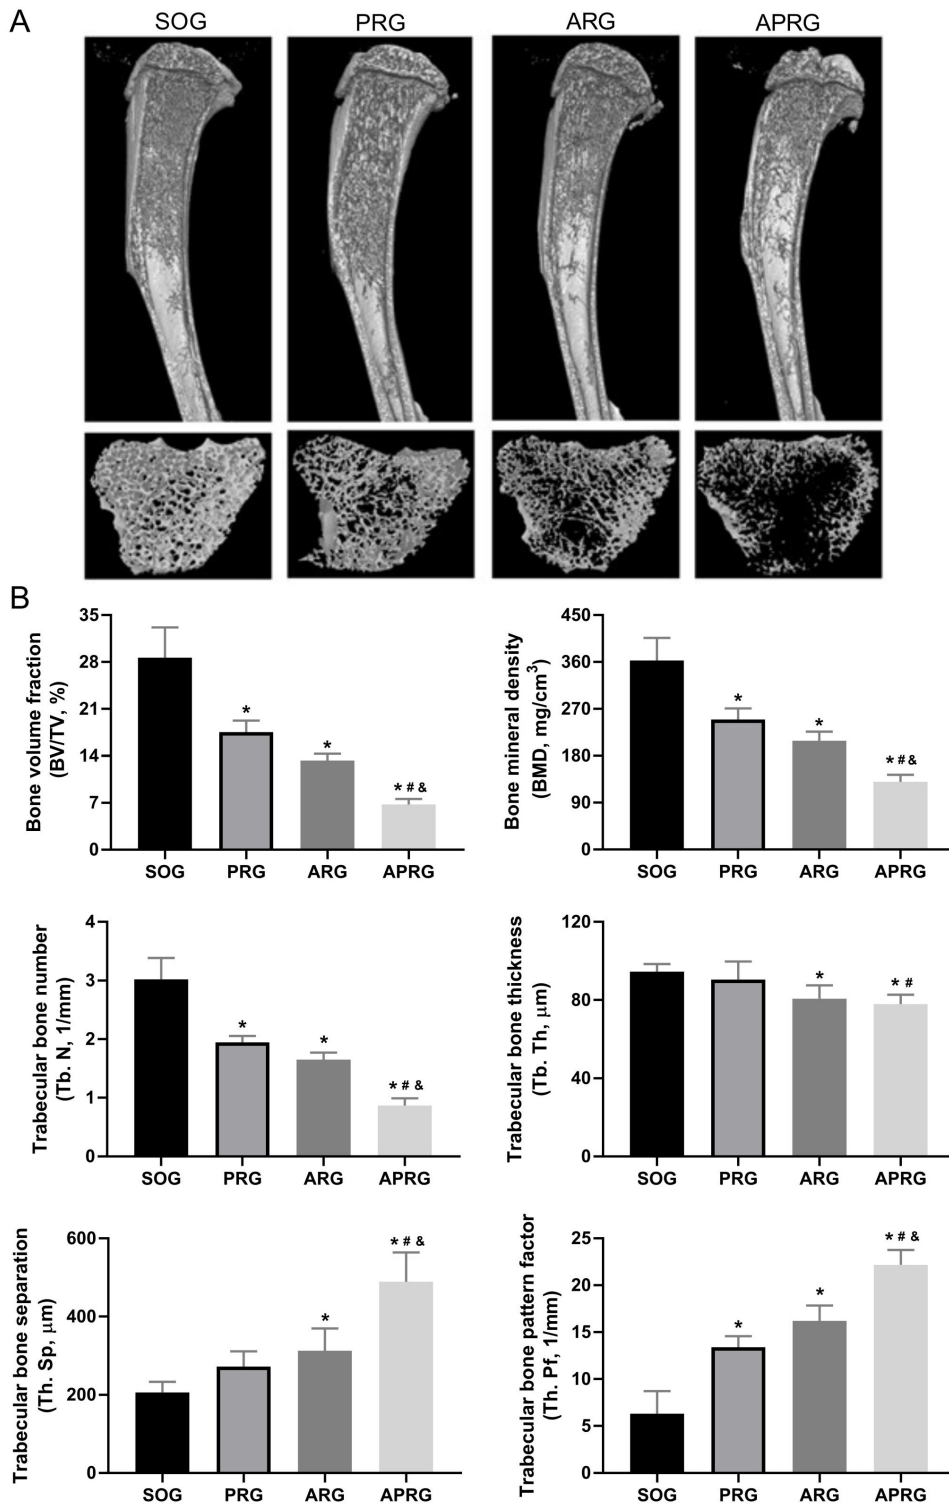 A
SOG PRG ARG APRG
B
Bone volume fraction
(BV/TV, %)
35
28
21
14
7
0
*
*
* # &
SOG PRG ARG APRG
Bone mineral density
(BMD, mg/cm³)
450
360
270
180
90
0
*
*
* # &
SOG PRG ARG APRG
Trabecular bone number
(Tb. N, 1/mm)
4
3
2
1
0
*
*
* # &
SOG PRG ARG APRG
Trabecular bone thickness
(Tb. Th, μm)
120
80
40
0
*
* #
SOG PRG ARG APRG
Trabecular bone separation
(Th. Sp, μm)
600
400
200
0
*
* # &
SOG PRG ARG APRG
Trabecular bone pattern factor
(Th. Pf, 1/mm)
25
20
15
10
5
0
*
*
* # &
SOG PRG ARG APRG